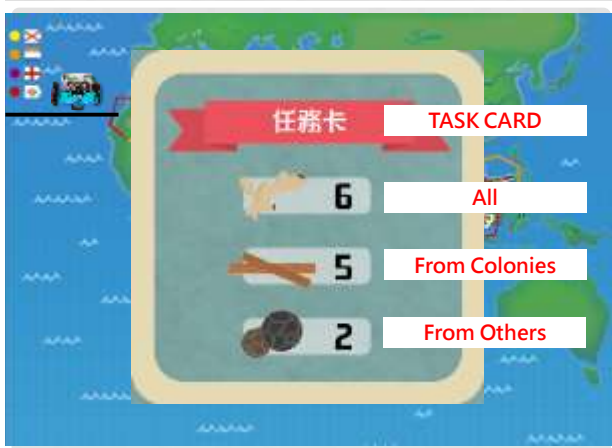 任務卡 TASK CARD
6 All
5 From Colonies
2 From Others